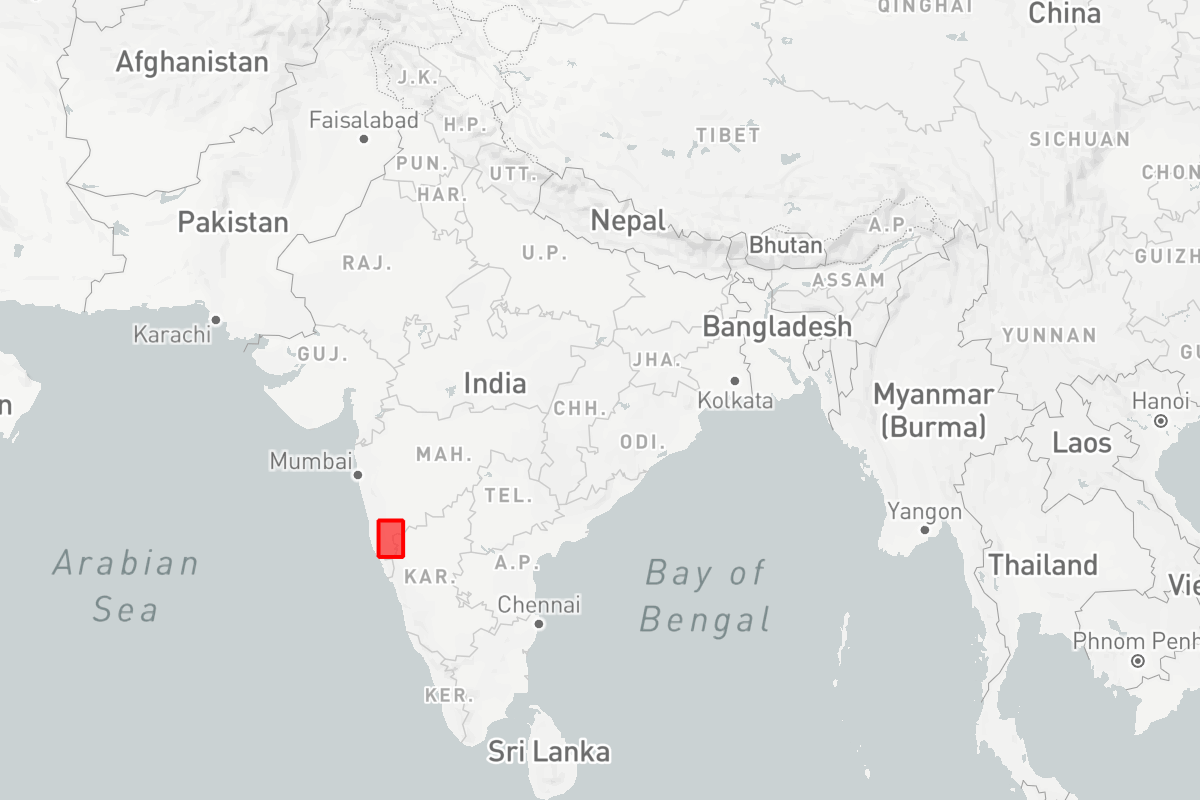 QINGHAI
China
Afghanistan
J.K.
Faisalabad
H.P.
TIBET
SICHUAN
PUN.
UTT.
CHON
HAR.
Pakistan
Nepal
A.P.
Bhutan
U.P.
GUIZH
RAJ.
ASSAM
Karachi
Bangladesh
YUNNAN
GUJ.
JHA.
GU
India
Kolkata
Myanmar
(Burma)
n
Hanoi
CHH.
ODI.
Laos
MAH.
Mumbai
TEL.
Yangon
Arabian
Sea
A.P.
KAR.
Bay of
Bengal
Thailand
Vie
Chennai
Phnom Penh
KER.
Sri Lanka